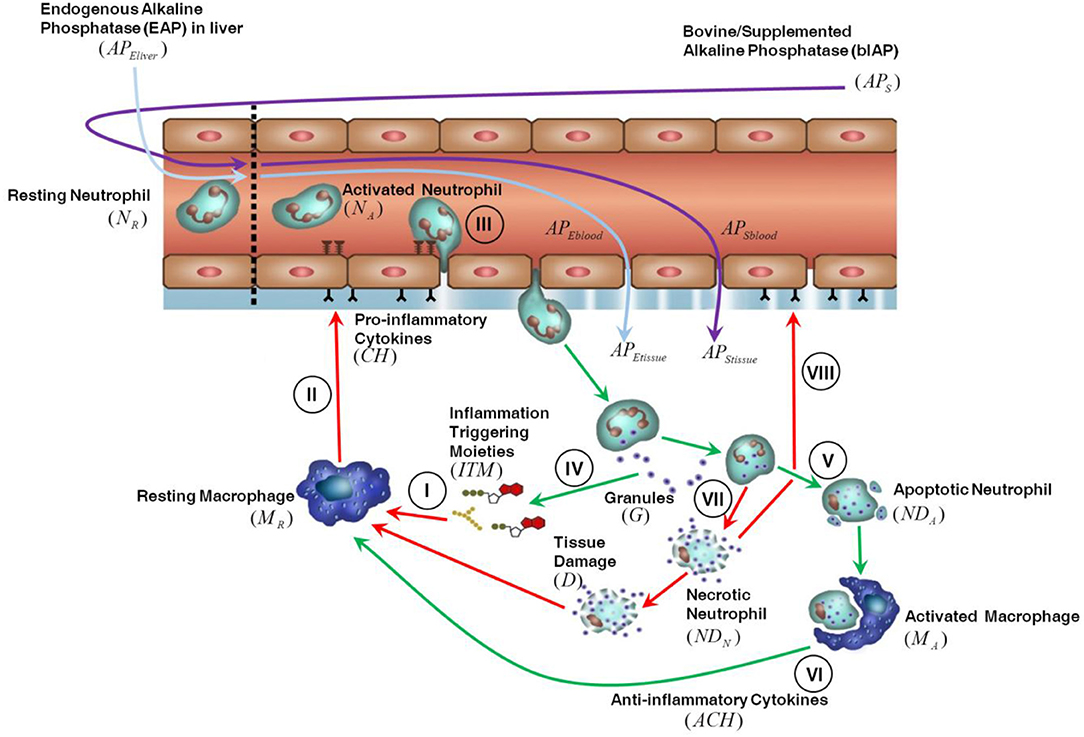 Endogenous Alkaline
Phosphatase (EAP) in liver
(AP_Eliver)
Bovine/Supplemented
Alkaline Phosphatase (bIAP)
(AP_S)
Resting Neutrophil
(N_R)
Activated Neutrophil
(N_A)
III
AP_Eblood
AP_Sblood
Pro-inflammatory
Cytokines
(CH)
AP_Etissue
AP_Stissue
II
VIII
Inflammation
Triggering
Moieties
(ITM)
IV
V
I
VII
Granules
(G)
Resting Macrophage
(M_R)
Apoptotic Neutrophil
(ND_A)
Tissue
Damage
(D)
Necrotic
Neutrophil
(ND_N)
Activated Macrophage
(M_A)
VI
Anti-inflammatory Cytokines
(ACH)